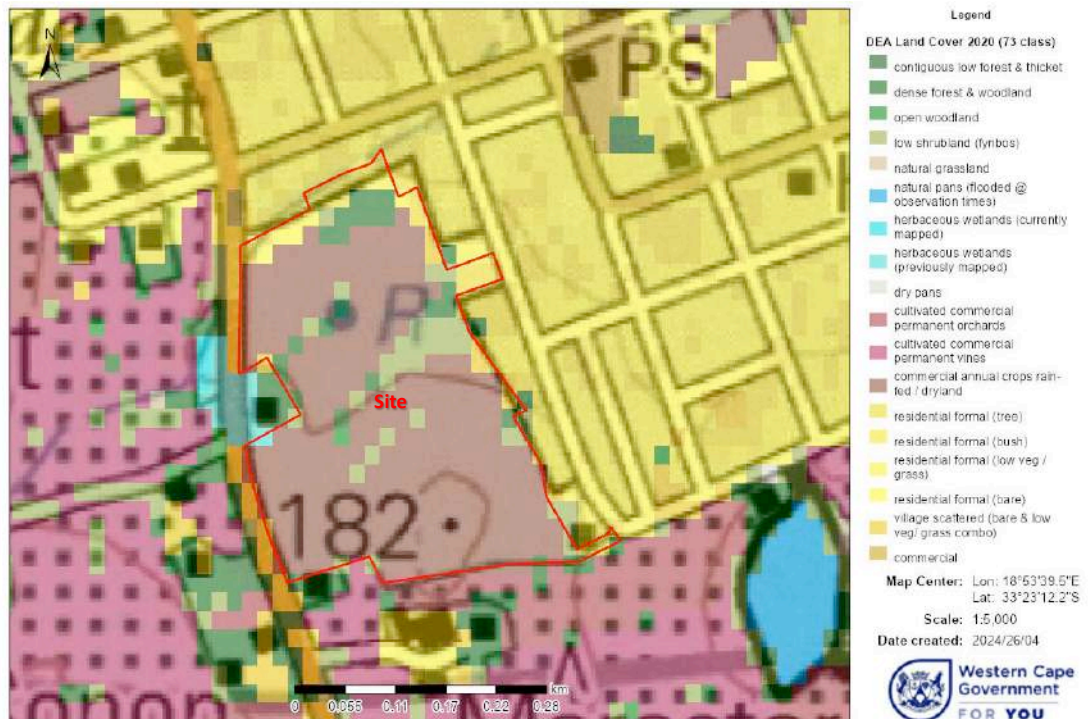 N
PS
R
t
Site
182
km
0 0.055 0.11 0.17 0.22 0.28
Legend
DEA Land Cover 2020 (73 class)
contiguous low forest & thicket
dense forest & woodland
open woodland
low shrubland (fynbos)
natural grassland
natural pans (flooded @
observation times)
herbaceous wetlands (currently
mapped)
herbaceous wetlands
(previously mapped)
dry pans
cultivated commercial
permanent orchards
cultivated commercial
permanent vines
commercial annual crops rain-
fed / dryland
residential formal (tree)
residential formal (bush)
residential formal (low veg /
grass)
residential formal (bare)
village scattered (bare & low
veg/ grass combo)
commercial
Map Center: Lon: 18°53'39.5"E
Lat: 33°23'12.2"S
Scale: 1:5,000
Date created: 2024/26/04
Western Cape
Government
FOR YOU